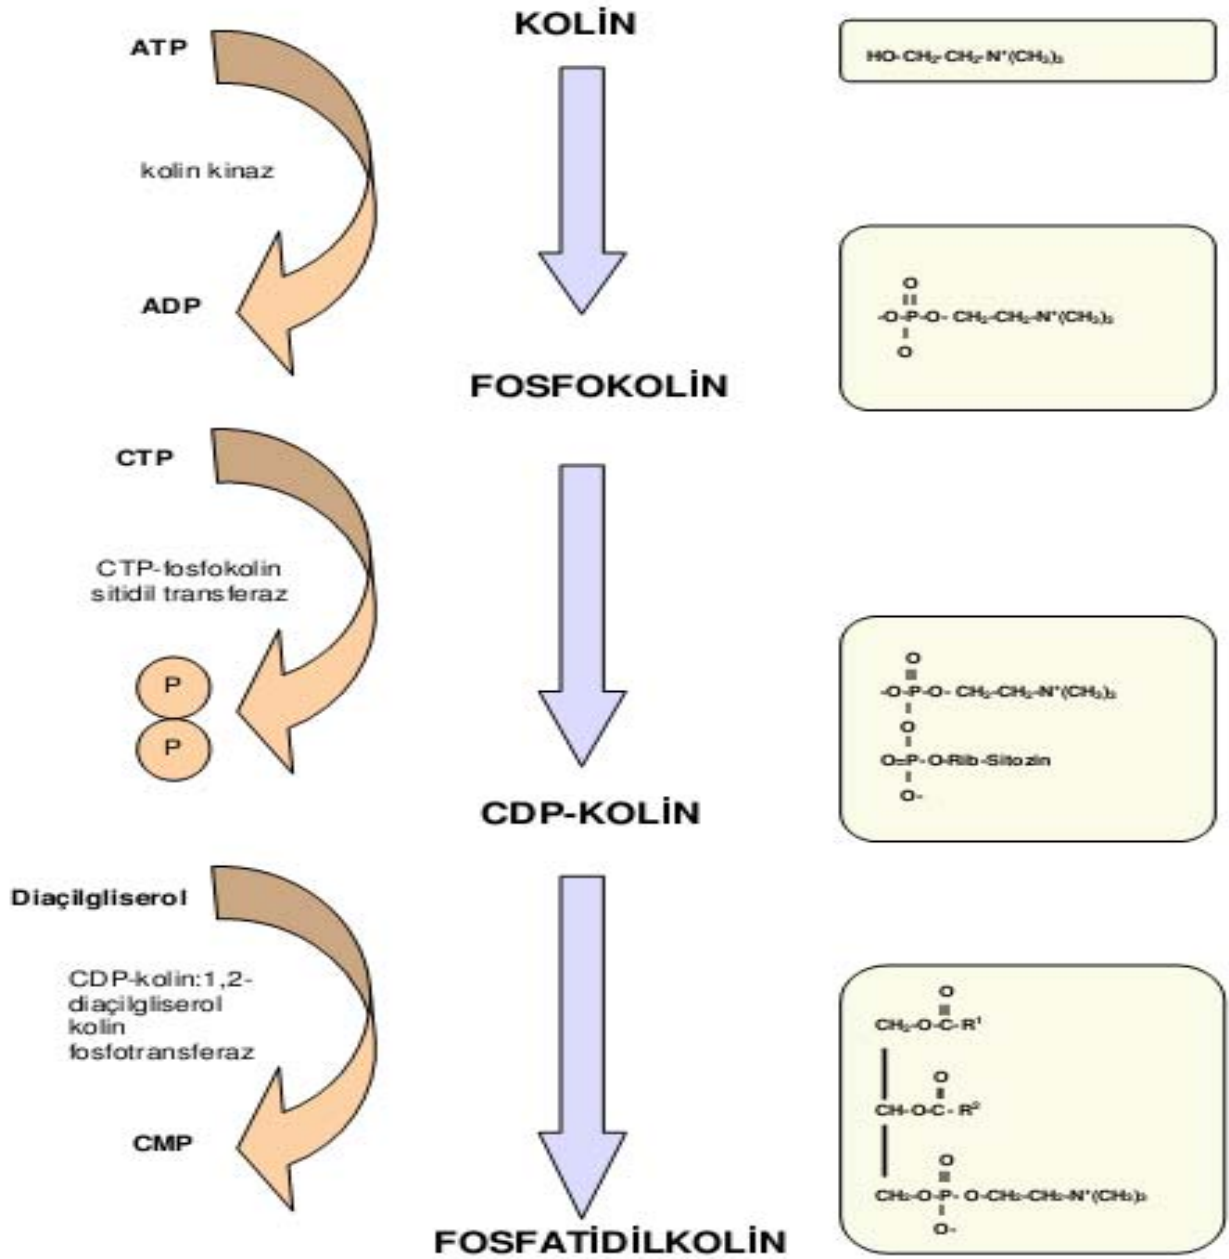 KOLİN
ATP
HO-CH₂-CH₂-N⁺(CH₃)₃
kolin kinaz
ADP
O
-O-P-O- CH₂-CH₂-N⁺(CH₃)₃
O
FOSFOKOLİN
CTP
CTP-fosfokolin
sitidil transferaz
P
P
O
-O-P-O- CH₂-CH₂-N⁺(CH₃)₃
O
O=P-O-Rib-Sitozin
O-
CDP-KOLİN
Diaçilgliserol
CDP-kolin:1,2-
diaçilgliserol
kolin
fosfotransferaz
CMP
O
CH₂-O-C-R¹
O
CH-O-C-R²
O
CH₂-O-P-O-CH₂-CH₂-N⁺(CH₃)₃
O-
FOSFATİDİLKOLİN